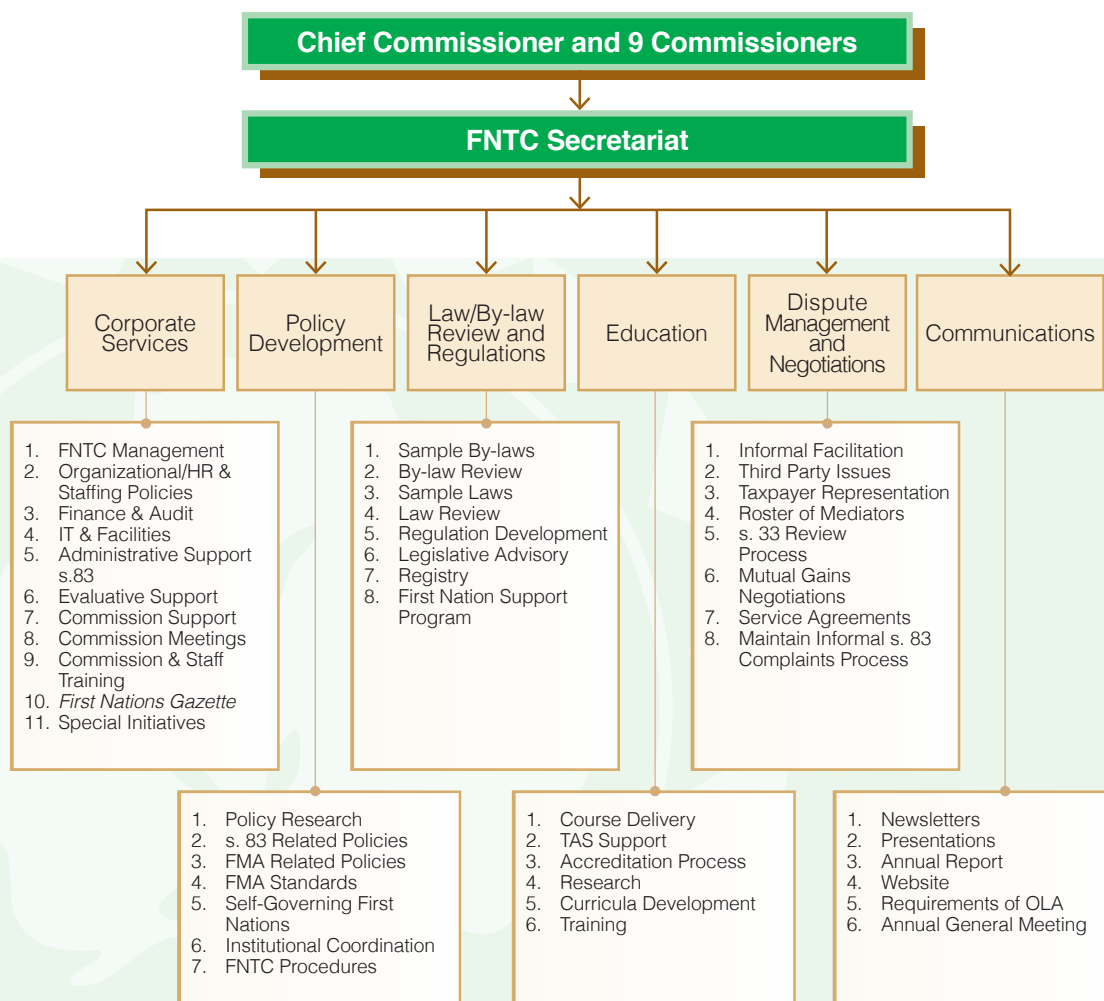 Chief Commissioner and 9 Commissioners
FNTC Secretariat
Corporate
Services
Policy
Development
Law/By-law
Review and
Regulations
Education
Dispute
Management
and
Negotiations
Communications
1. FNTC Management
2. Organizational/HR &
Staffing Policies
3. Finance & Audit
4. IT & Facilities
5. Administrative Support
s.83
6. Evaluative Support
7. Commission Support
8. Commission Meetings
9. Commission & Staff
Training
10. First Nations Gazette
11. Special Initiatives
1. Sample By-laws
2. By-law Review
3. Sample Laws
4. Law Review
5. Regulation Development
6. Legislative Advisory
7. Registry
8. First Nation Support
Program
1. Informal Facilitation
2. Third Party Issues
3. Taxpayer Representation
4. Roster of Mediators
5. s. 33 Review
Process
6. Mutual Gains
Negotiations
7. Service Agreements
8. Maintain Informal s. 83
Complaints Process
1. Policy Research
2. s. 83 Related Policies
3. FMA Related Policies
4. FMA Standards
5. Self-Governing First
Nations
6. Institutional Coordination
7. FNTC Procedures
1. Course Delivery
2. TAS Support
3. Accreditation Process
4. Research
5. Curricula Development
6. Training
1. Newsletters
2. Presentations
3. Annual Report
4. Website
5. Requirements of OLA
6. Annual General Meeting